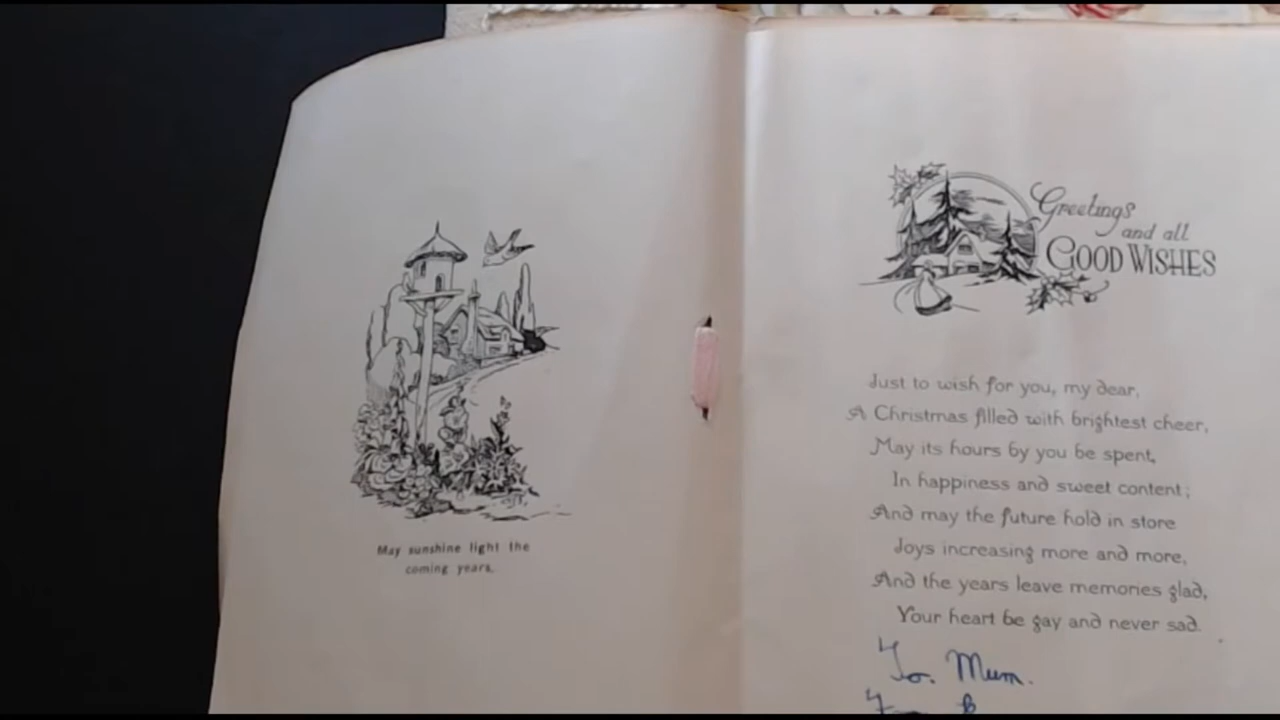 May sunshine light the
coming years.
Greetings
and all
GOOD WISHES
Just to wish for you, my dear,
A Christmas filled with brightest cheer,
May its hours by you be spent,
In happiness and sweet content;
And may the future hold in store
Joys increasing more and more,
And the years leave memories glad,
Your heart be gay and never sad.
To. Mum.